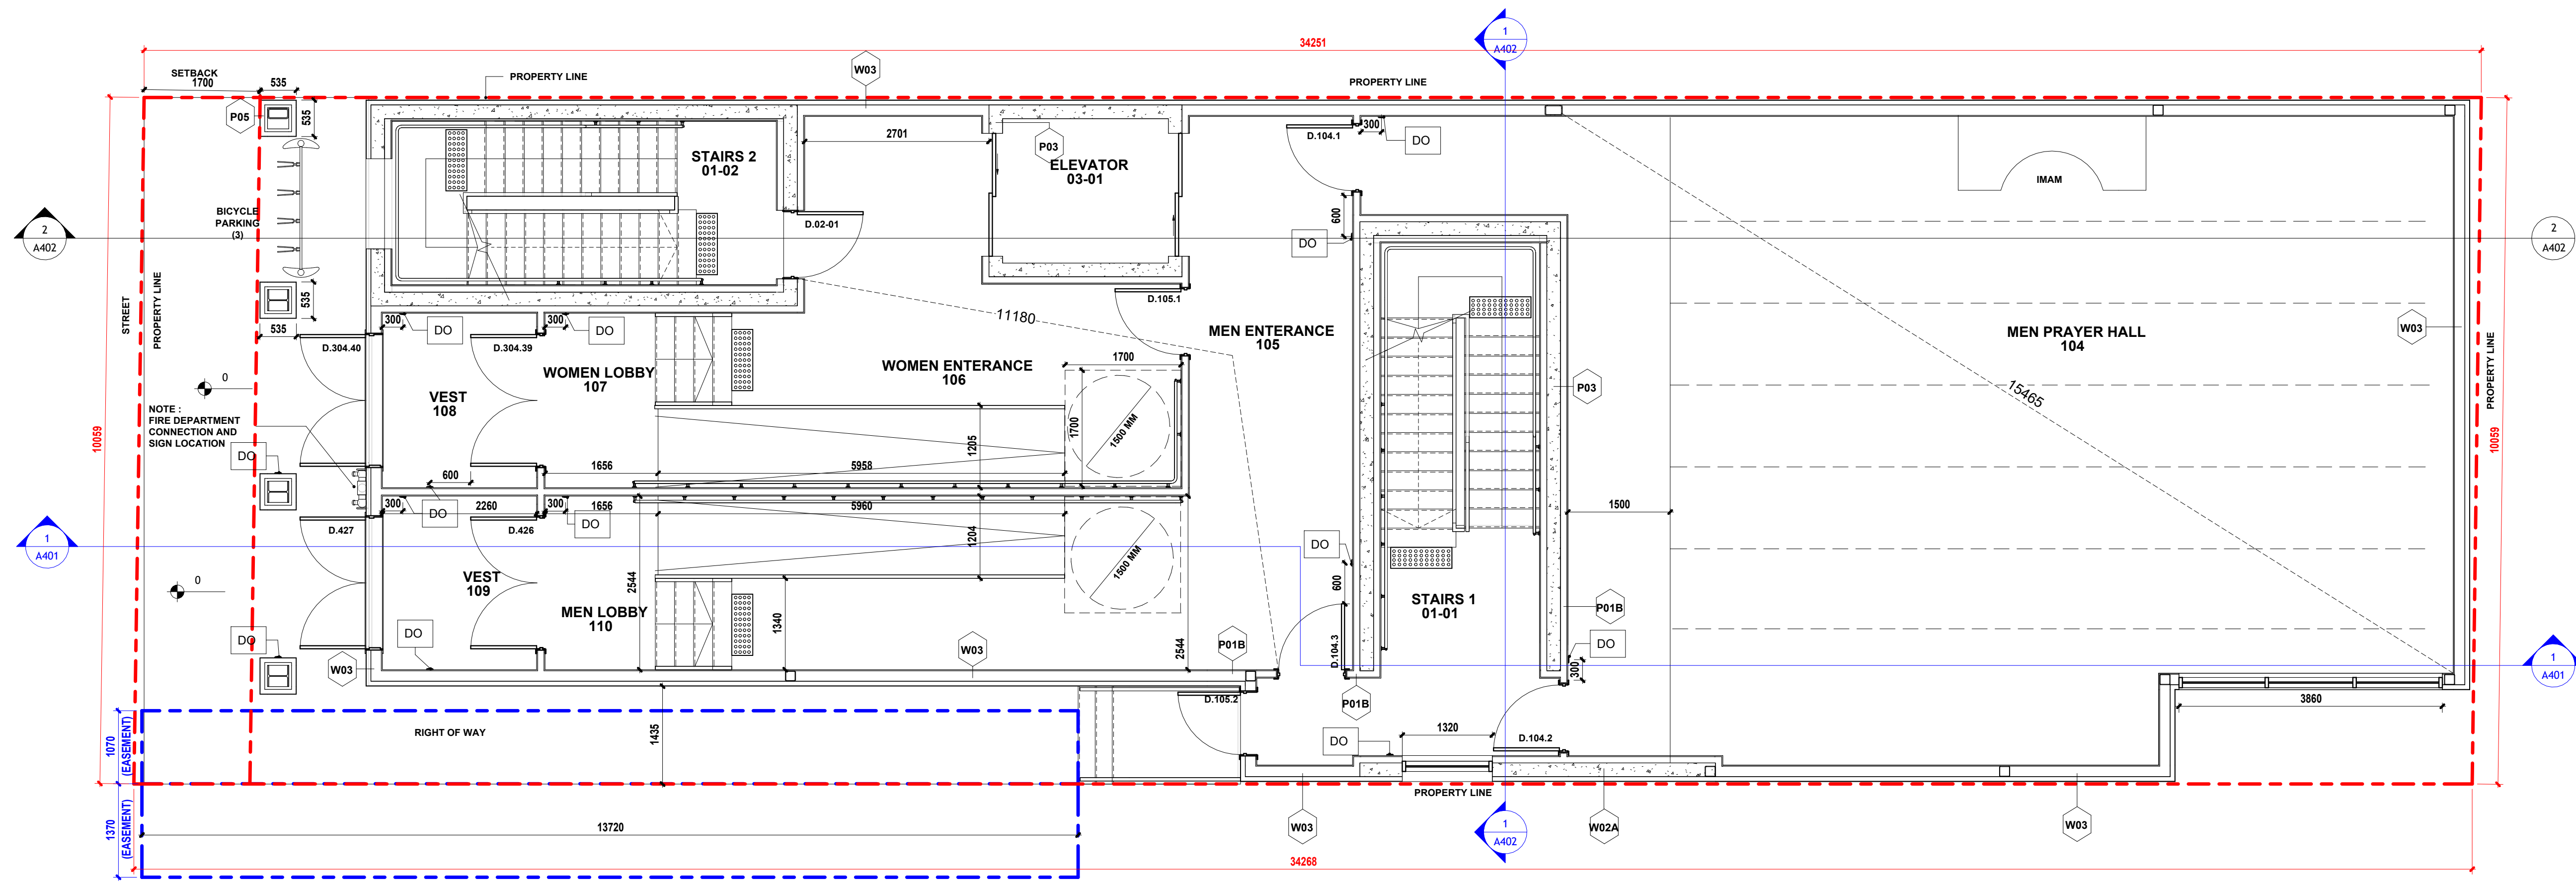 1
A402
34251
SETBACK
1700
535
PROPERTY LINE
W03
PROPERTY LINE
P05
535
2701
P03
D.104.1
300
DO
STAIRS 2
01-02
ELEVATOR
03-01
IMAM
BICYCLE
PARKING
(3)
D.02-01
600
DO
2
A402
2
A402
STREET
PROPERTY LINE
535
535
D.105.1
11180
300
DO
300
DO
D.304.40
D.304.39
MEN ENTERANCE
105
MEN PRAYER HALL
104
W03
PROPERTY LINE
WOMEN LOBBY
107
WOMEN ENTERANCE
106
1700
0
VEST
108
P03
15465
NOTE :
FIRE DEPARTMENT
CONNECTION AND
SIGN LOCATION
10059
10059
DO
1205
1700
1500 MM
600
1656
5958
300
2260
DO
300
1656
DO
5960
1500
D.427
D.426
1204
1500 MM
DO
1
A401
VEST
109
2544
MEN LOBBY
110
1340
600
STAIRS 1
01-01
P01B
0
DO
DO
2544
P01B
D.104.3
DO
300
W03
W03
1
A401
P01B
D.105.2
3860
1070
(EASEMENT)
RIGHT OF WAY
1435
DO
1320
D.104.2
PROPERTY LINE
1370
(EASEMENT)
13720
W03
1
A402
W02A
W03
34268